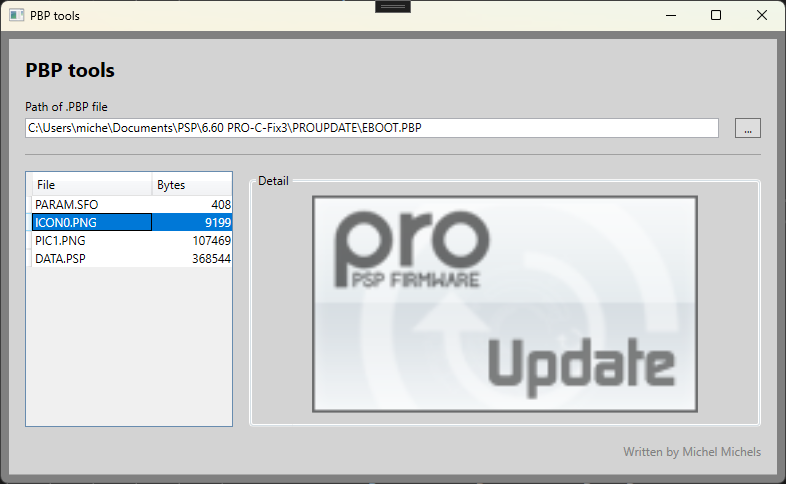 PBP tools
PBP tools
Path of .PBP file
C:\Users\miche\Documents\PSP\6.60 PRO-C-Fix3\PROUPDATE\EBOOT.PBP
...
File Bytes
PARAM.SFO 408
ICON0.PNG 9199
PIC1.PNG 107469
DATA.PSP 368544
Detail
pro
PSP FIRMWARE
Update
Written by Michel Michels